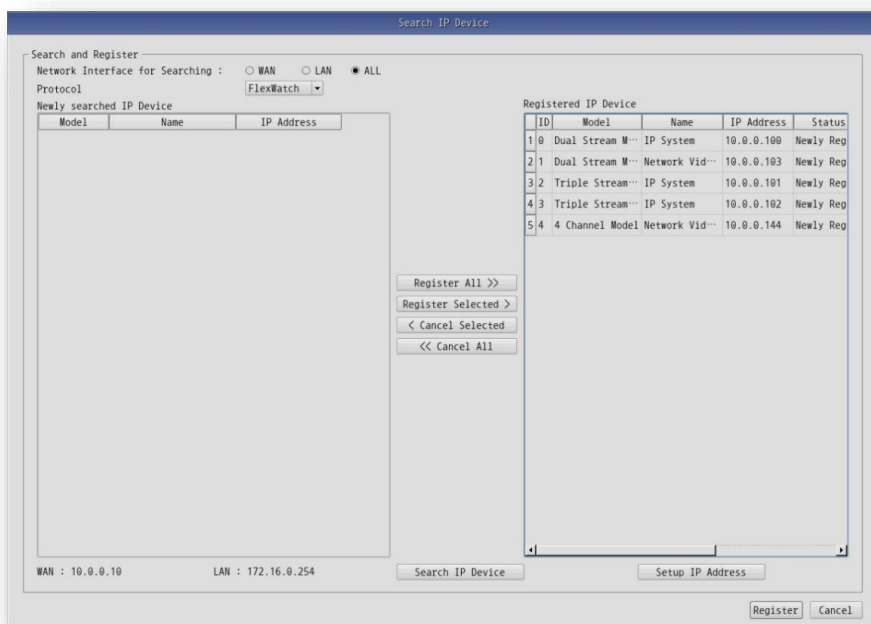 Search IP Device
Search and Register
Network Interface for Searching : WAN LAN ALL
Protocol FlexWatch
Newly searched IP Device
Model Name IP Address
Registered IP Device
ID Model Name IP Address Status
1 0 Dual Stream M… IP System 10.0.0.100 Newly Reg
2 1 Dual Stream M… Network Vid… 10.0.0.103 Newly Reg
3 2 Triple Stream… IP System 10.0.0.101 Newly Reg
4 3 Triple Stream… IP System 10.0.0.102 Newly Reg
5 4 4 Channel Model Network Vid… 10.0.0.144 Newly Reg
Register All >>
Register Selected >
< Cancel Selected
<< Cancel All
WAN : 10.0.0.10 LAN : 172.16.0.254 Search IP Device Setup IP Address
Register Cancel